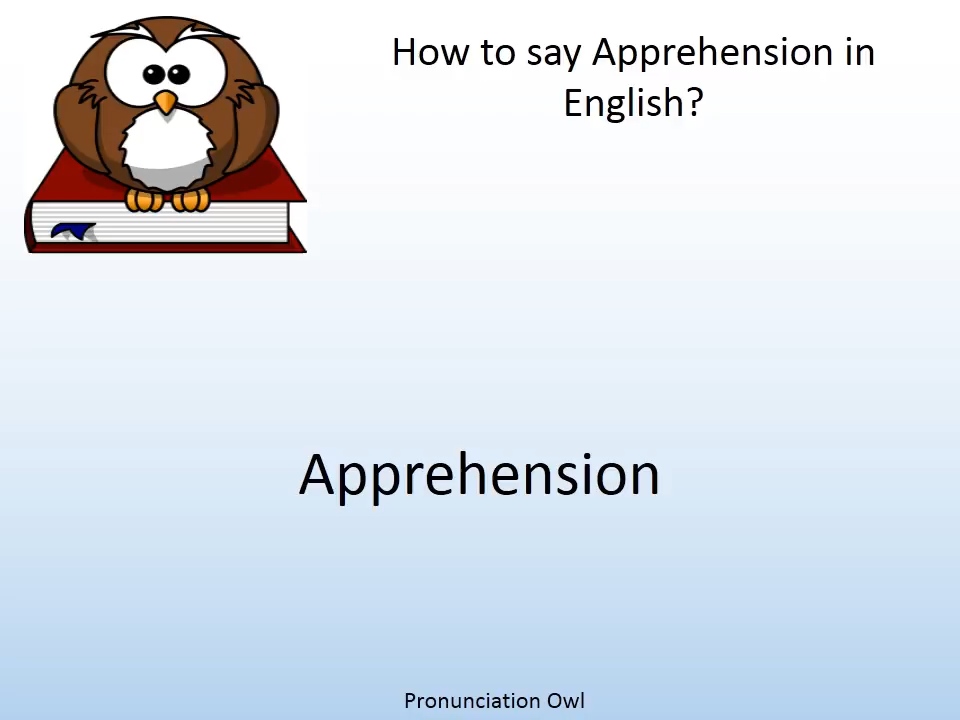 How to say Apprehension in
English?
Apprehension
Pronunciation Owl